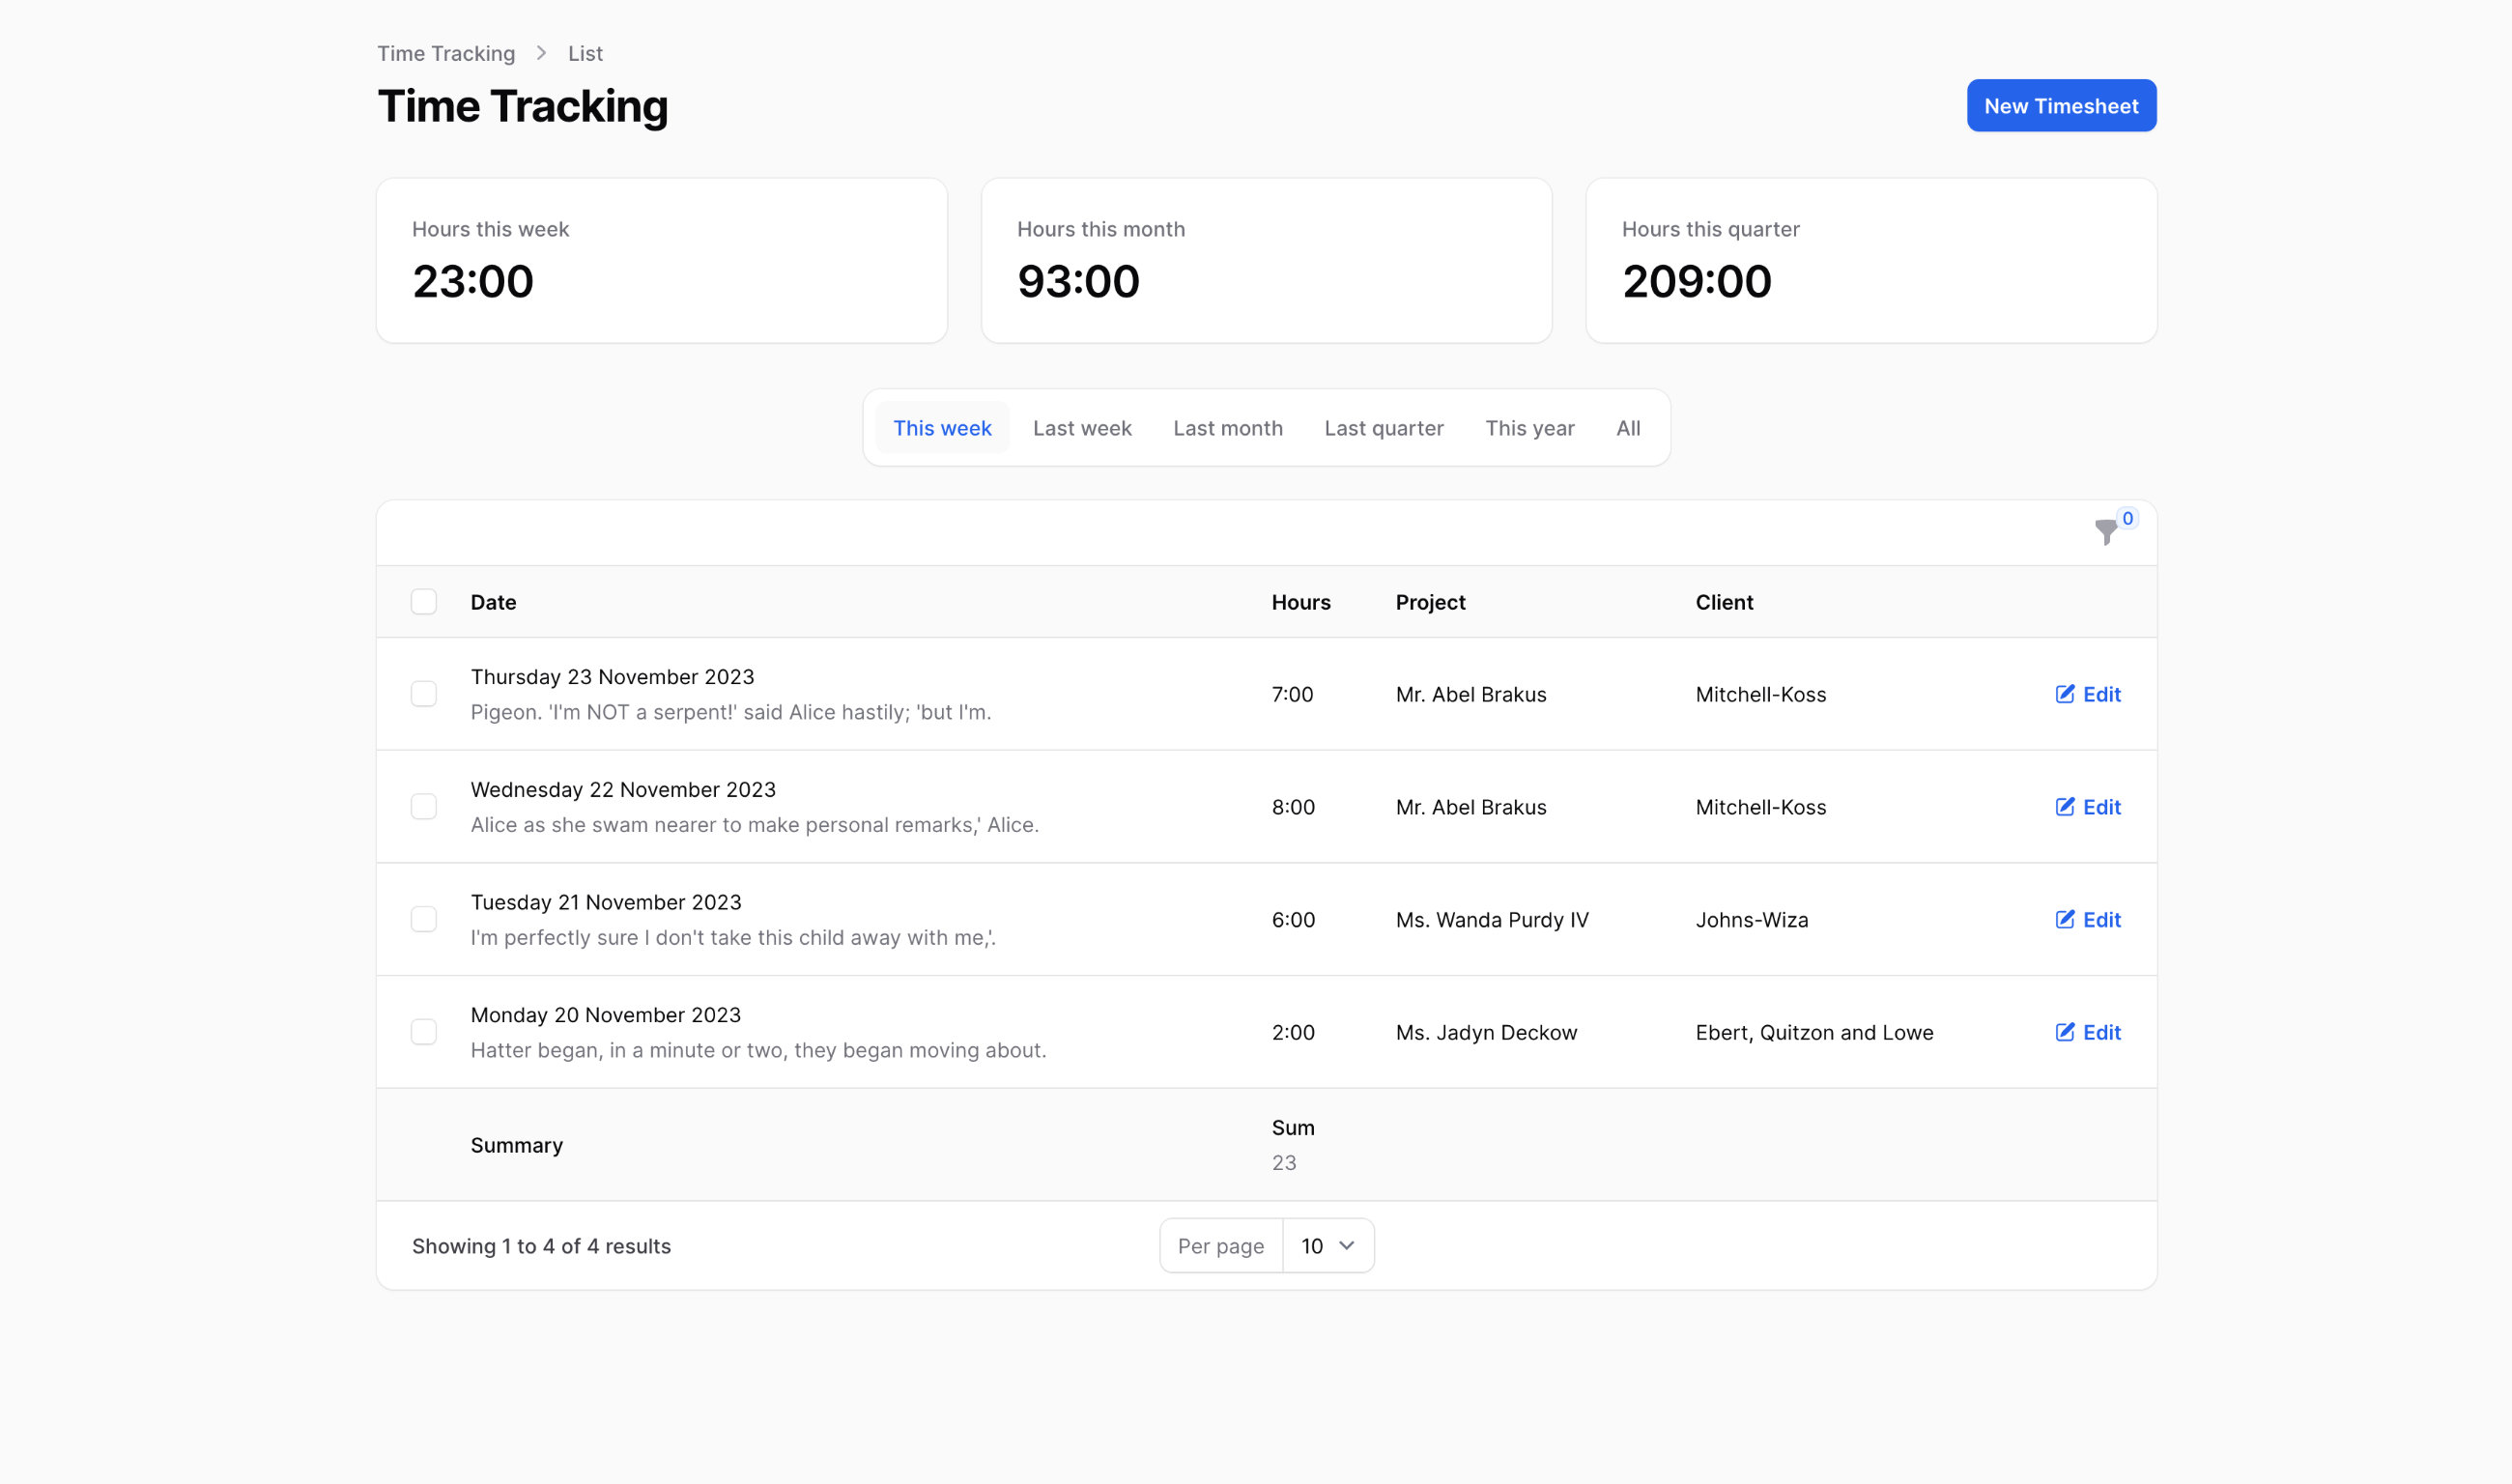 Time Tracking > List
Time Tracking
New Timesheet
Hours this week
23:00
Hours this month
93:00
Hours this quarter
209:00
This week Last week Last month Last quarter This year All
0
Date Hours Project Client
Thursday 23 November 2023
Pigeon. 'I'm NOT a serpent!' said Alice hastily; 'but I'm.
7:00 Mr. Abel Brakus Mitchell-Koss Edit
Wednesday 22 November 2023
Alice as she swam nearer to make personal remarks,' Alice.
8:00 Mr. Abel Brakus Mitchell-Koss Edit
Tuesday 21 November 2023
I'm perfectly sure I don't take this child away with me,'.
6:00 Ms. Wanda Purdy IV Johns-Wiza Edit
Monday 20 November 2023
Hatter began, in a minute or two, they began moving about.
2:00 Ms. Jadyn Deckow Ebert, Quitzon and Lowe Edit
Summary
Sum
23
Showing 1 to 4 of 4 results
Per page 10